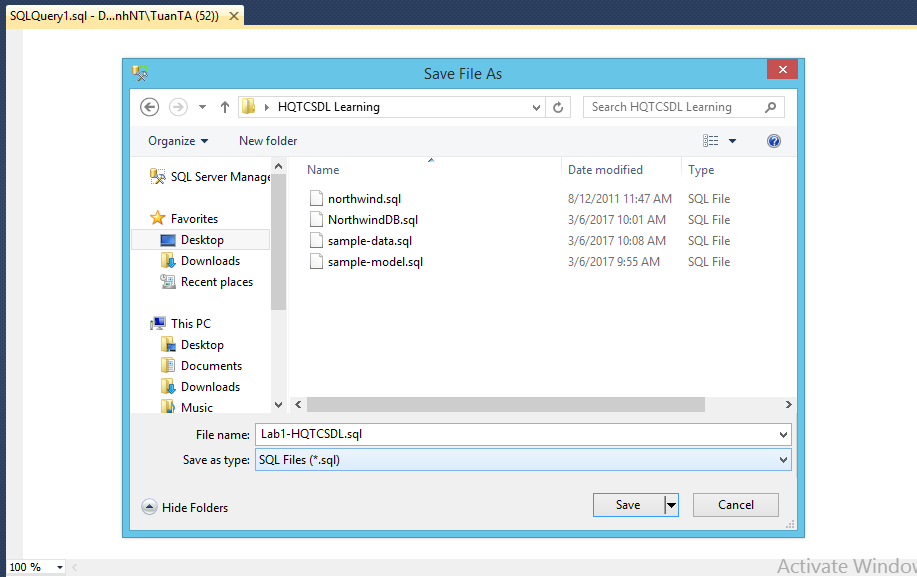 SQLQuery1.sql - D...nhNT\TuanTA (52))
Save File As
HQTCSDL Learning
Search HQTCSDL Learning
Organize
New folder
SQL Server Manage
Favorites
Desktop
Downloads
Recent places
This PC
Desktop
Documents
Downloads
Music
Name Date modified Type
northwind.sql 8/12/2011 11:47 AM SQL File
NorthwindDB.sql 3/6/2017 10:01 AM SQL File
sample-data.sql 3/6/2017 10:08 AM SQL File
sample-model.sql 3/6/2017 9:55 AM SQL File
File name: Lab1-HQTCSDL.sql
Save as type: SQL Files (*.sql)
Hide Folders
Save
Cancel
100 %
Activate Window